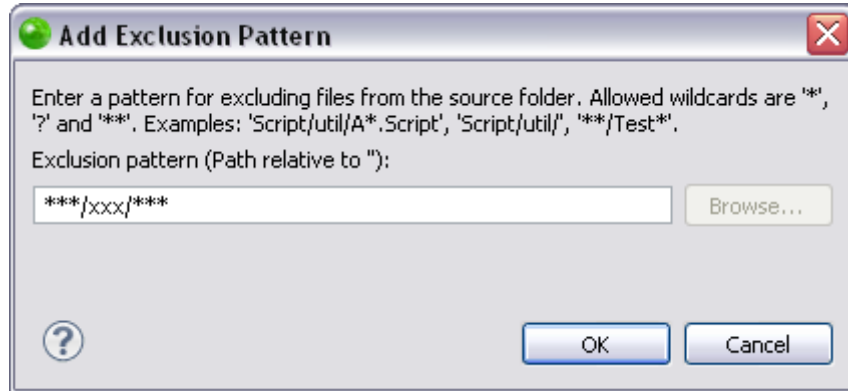 Add Exclusion Pattern
Enter a pattern for excluding files from the source folder. Allowed wildcards are '*',
'?' and '**'. Examples: 'Script/util/A*.Script', 'Script/util/', '**/Test*'.
Exclusion pattern (Path relative to ''):
***/xxx/***
Browse...
?
OK
Cancel